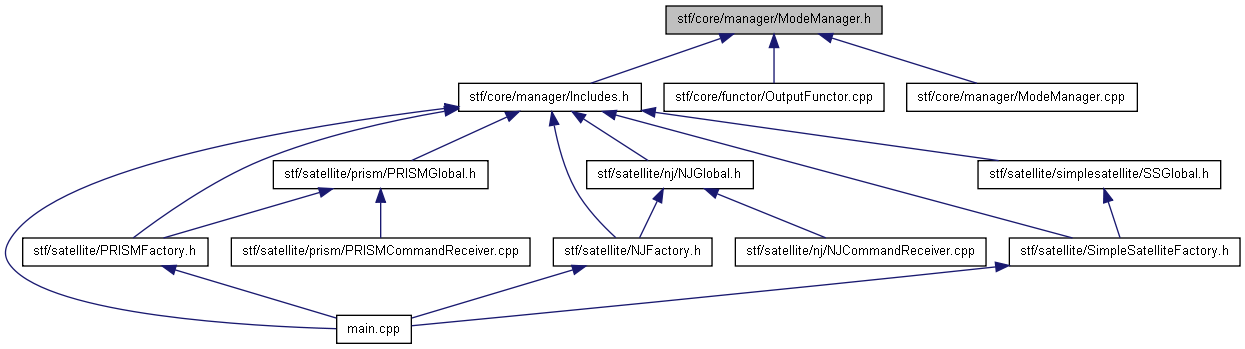 stf/core/manager/ModeManager.h
stf/core/manager/Includes.h
stf/core/functor/OutputFunctor.cpp
stf/core/manager/ModeManager.cpp
stf/satellite/prism/PRISMGlobal.h
stf/satellite/nj/NJGlobal.h
stf/satellite/simplesatellite/SSGlobal.h
stf/satellite/PRISMFactory.h
stf/satellite/prism/PRISMCommandReceiver.cpp
stf/satellite/NJFactory.h
stf/satellite/nj/NJCommandReceiver.cpp
stf/satellite/SimpleSatelliteFactory.h
main.cpp